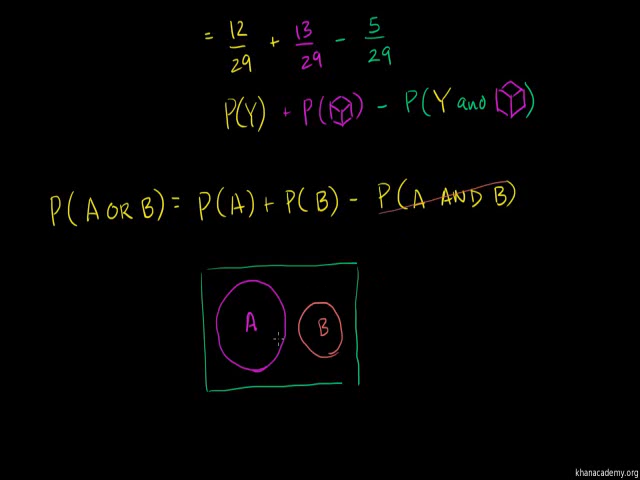 = 12/29 + 13/29 - 5/29
P(Y) + P( ) - P(Y and )
P(A OR B) = P(A) + P(B) - P(A AND B)
A B
khanacademy.org